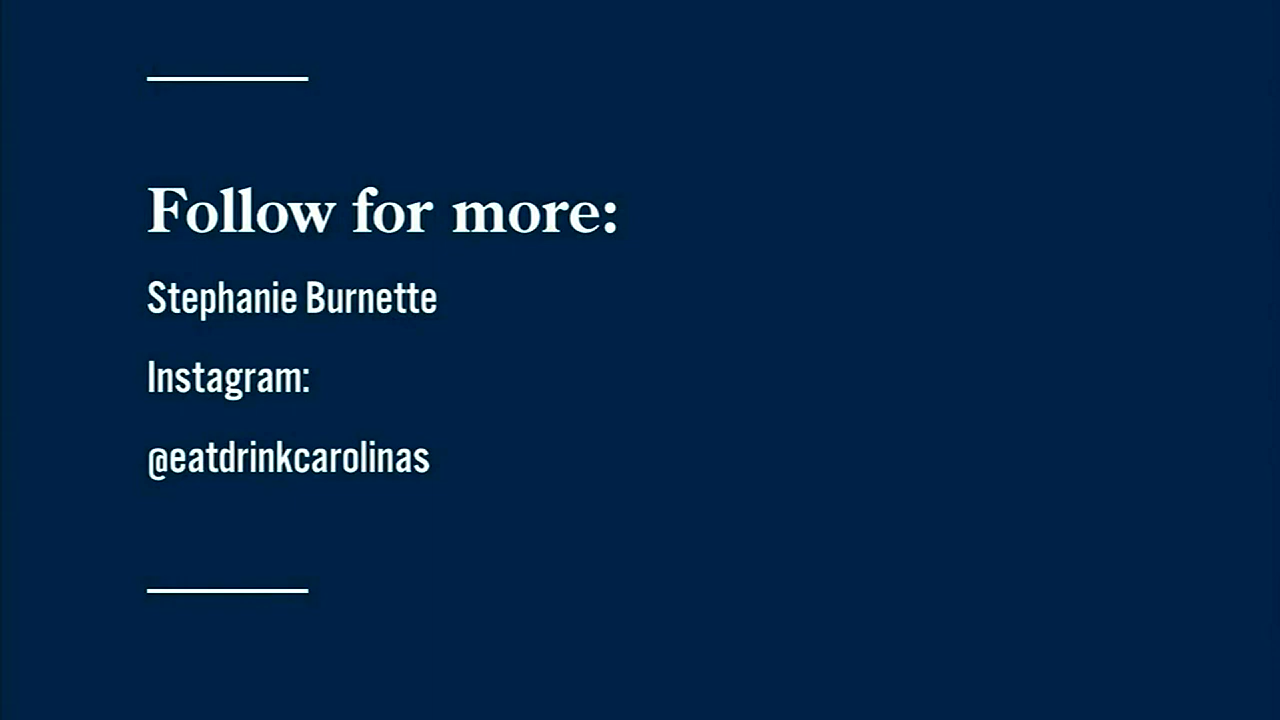 Follow for more:
Stephanie Burnette
Instagram:
@eatdrinkcarolinas